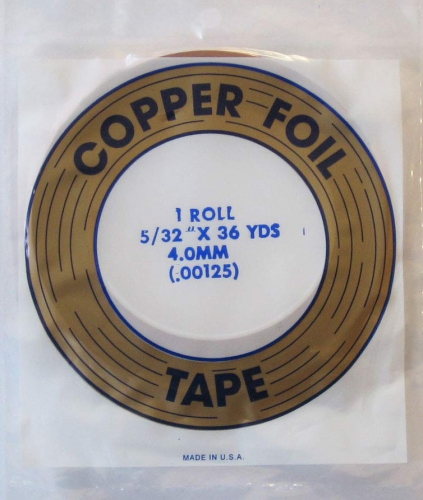 COPPER FOIL
1 ROLL
5/32" X 36 YDS
4.0MM
(.00125)
TAPE
MADE IN U.S.A.